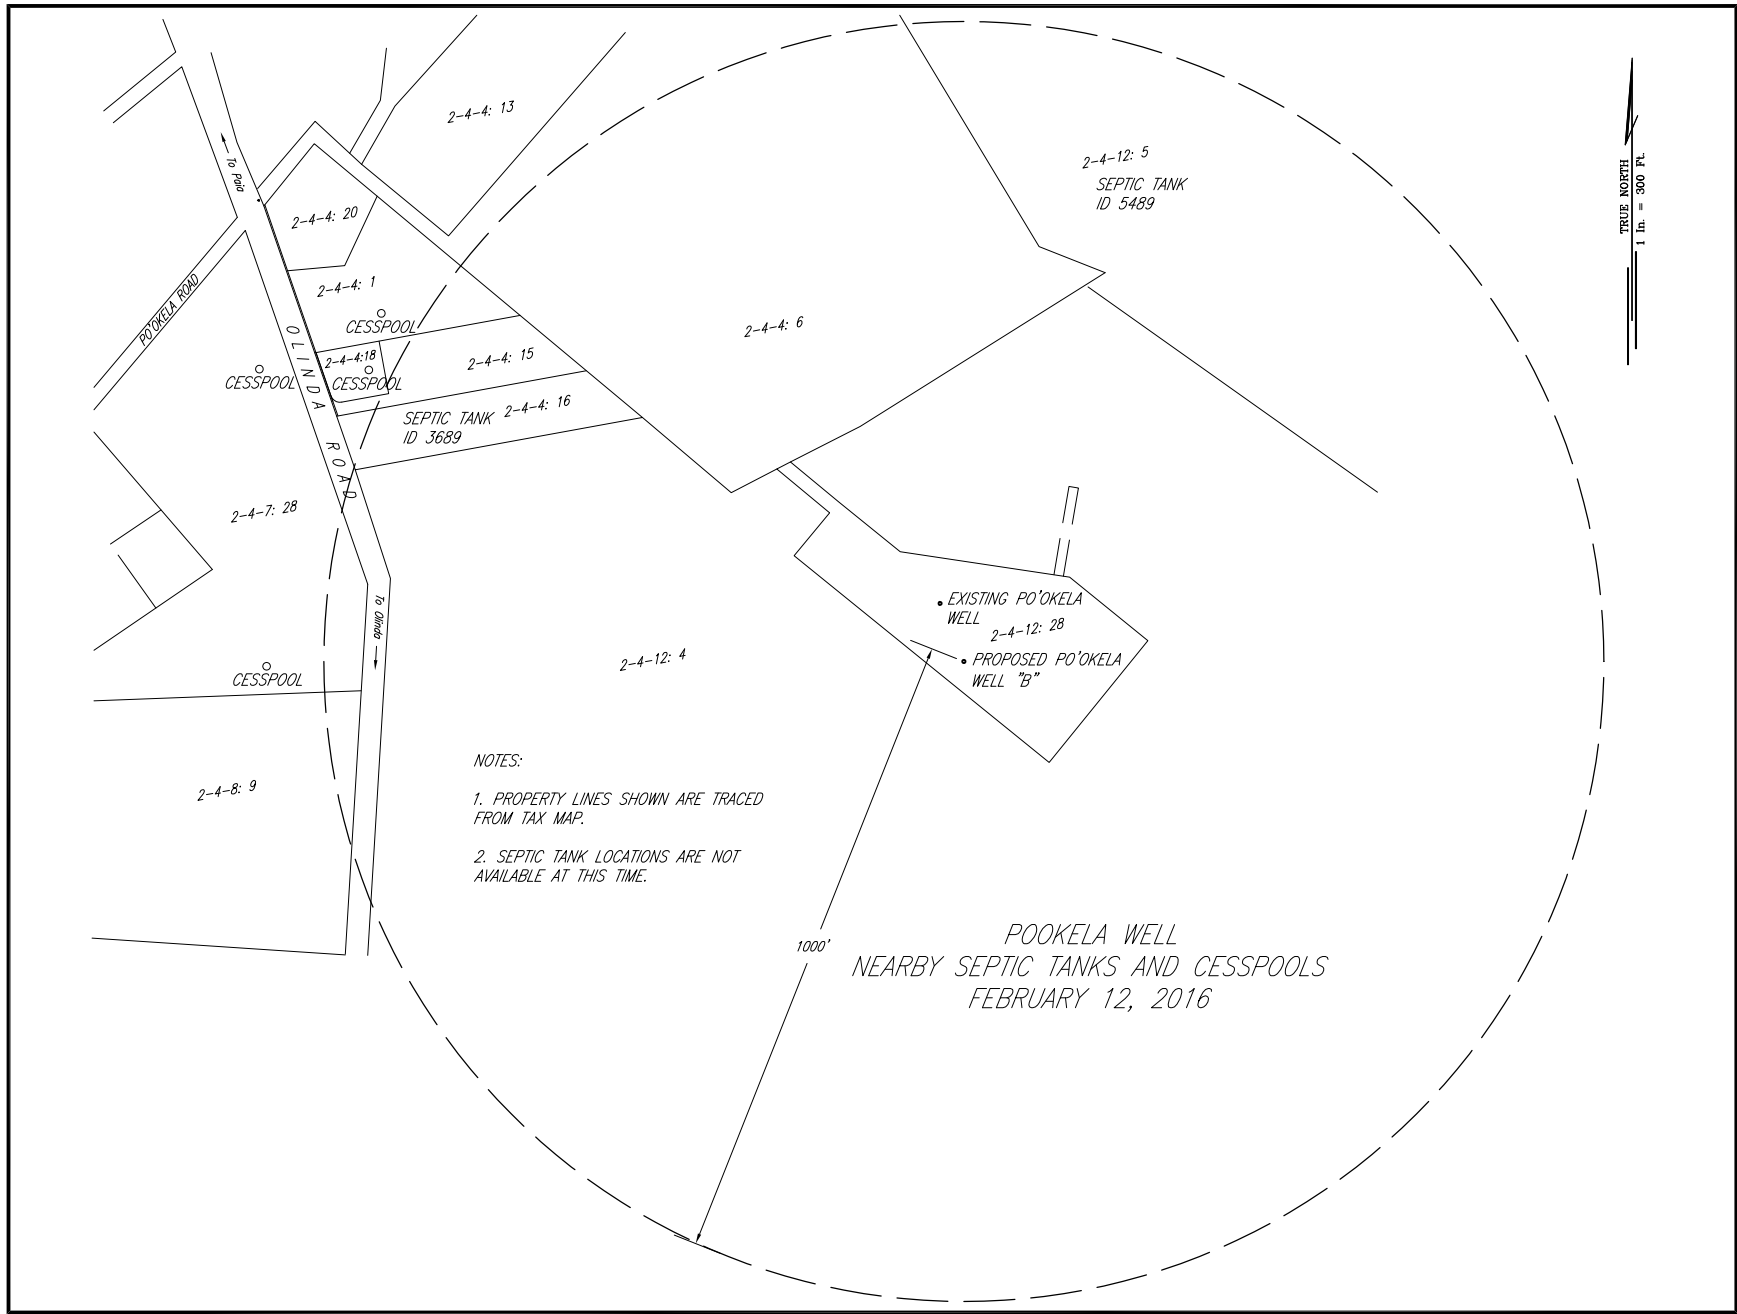 2-4-4: 13
TRUE NORTH
1 In. = 300 Ft.
To Paia
2-4-12: 5
SEPTIC TANK
ID 5489
2-4-4: 20
2-4-4: 1
PO'OKELA ROAD
CESSPOOL
2-4-4: 6
OLINDA ROAD
2-4-4:18
CESSPOOL
2-4-4: 15
CESSPOOL
SEPTIC TANK
ID 3689
2-4-4: 16
2-4-7: 28
To Olinda
EXISTING PO'OKELA
WELL
2-4-12: 28
PROPOSED PO'OKELA
WELL "B"
2-4-12: 4
CESSPOOL
2-4-8: 9
NOTES:
1. PROPERTY LINES SHOWN ARE TRACED
FROM TAX MAP.
2. SEPTIC TANK LOCATIONS ARE NOT
AVAILABLE AT THIS TIME.
1000'
POOKELA WELL
NEARBY SEPTIC TANKS AND CESSPOOLS
FEBRUARY 12, 2016